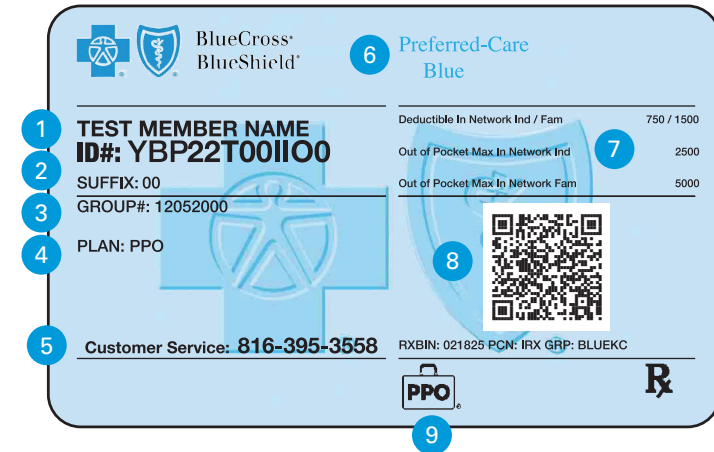 BlueCross®
BlueShield®
6
Preferred-Care
Blue
1
TEST MEMBER NAME
ID#: YBP22T00IIO0
2
SUFFIX: 00
3
GROUP#: 12052000
4
PLAN: PPO
5
Customer Service: 816-395-3558
Deductible In Network Ind / Fam 750 / 1500
Out of Pocket Max In Network Ind 7 2500
Out of Pocket Max In Network Fam 5000
8
RXBIN: 021825 PCN: IRX GRP: BLUEKC
PPO
9
Rx